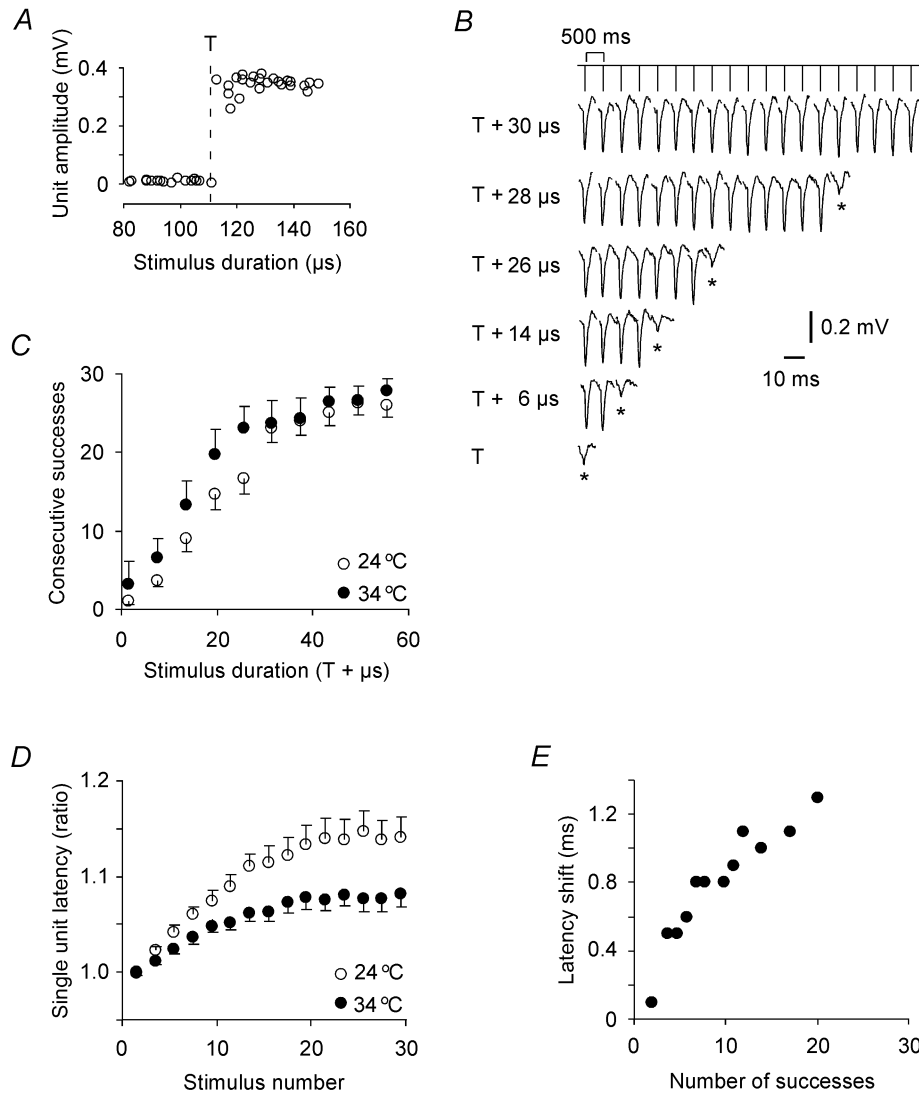 A
Unit amplitude (mV)
T
0.4
0.2
0
80 100 120 140 160
Stimulus duration (µs)
B
500 ms
T + 30 µs
T + 28 µs
*
T + 26 µs
*
T + 14 µs
*
0.2 mV
10 ms
T + 6 µs
*
T
*
C
Consecutive successes
30
20
10
0
24 ºC
34 ºC
0 20 40 60
Stimulus duration (T + µs)
D
Single unit latency (ratio)
1.2
1.1
1.0
24 ºC
34 ºC
0 10 20 30
Stimulus number
E
Latency shift (ms)
1.2
0.8
0.4
0
0 10 20 30
Number of successes